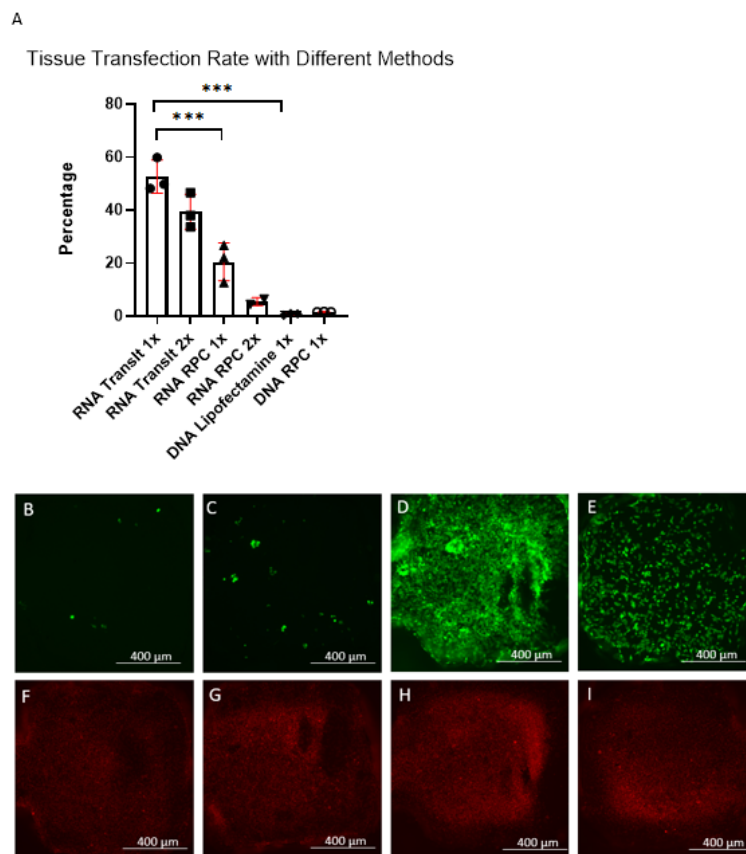 A
Tissue Transfection Rate with Different Methods
***
***
80
60
40
20
0
Percentage
RNA TransIt 1x
RNA TransIt 2x
RNA RPC 1x
RNA RPC 2x
DNA Lipofectamine 1x
DNA RPC 1x
B
C
D
E
400 µm
400 µm
400 µm
400 µm
F
G
H
I
400 µm
400 µm
400 µm
400 µm